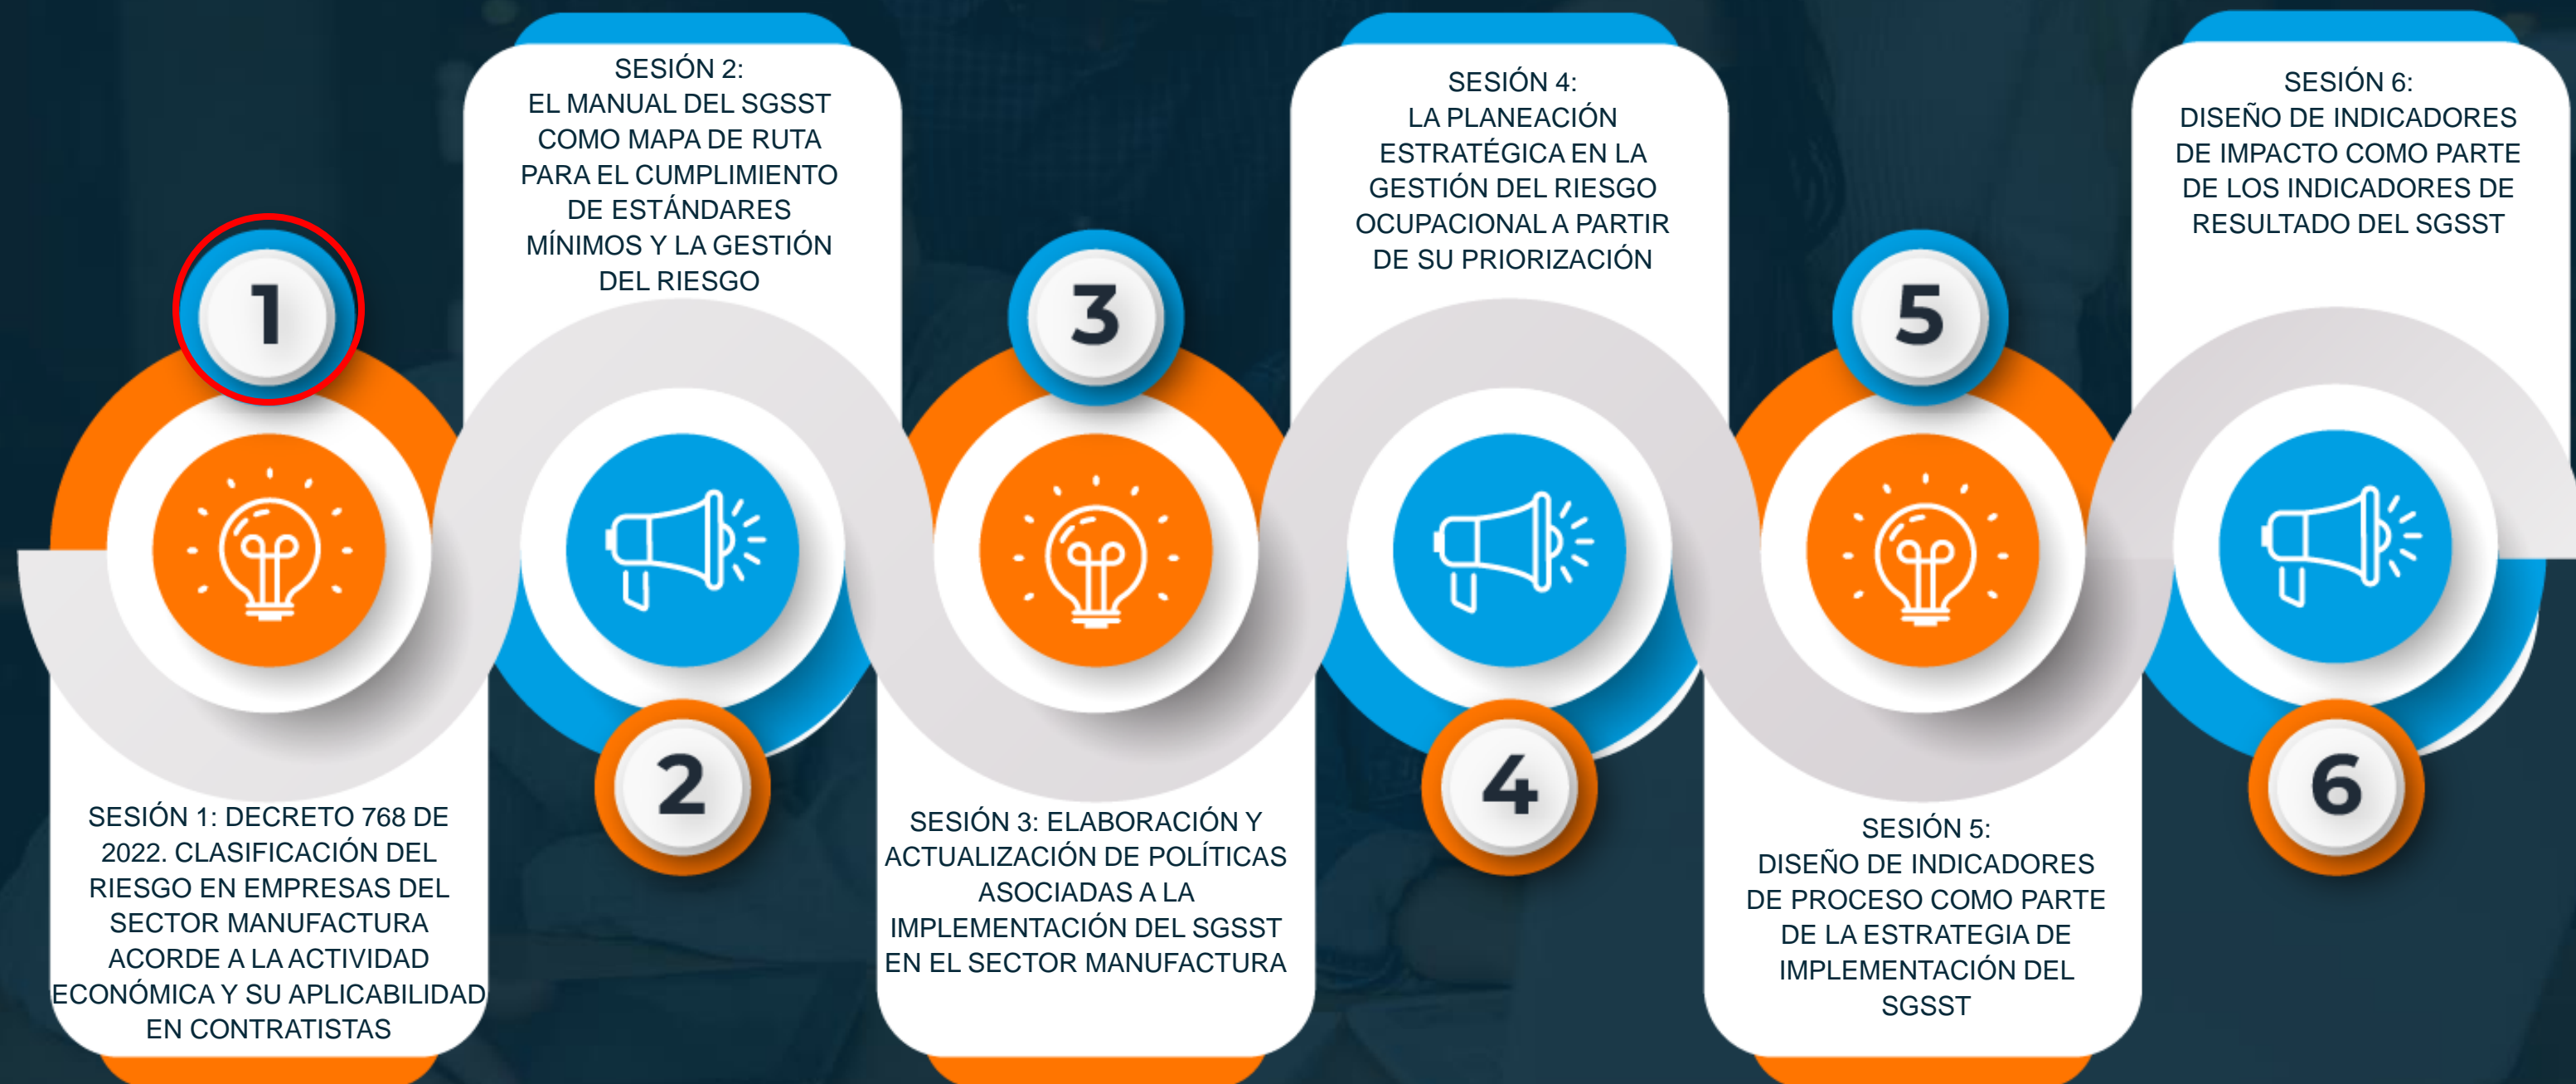 1
SESIÓN 1: DECRETO 768 DE
2022. CLASIFICACIÓN DEL
RIESGO EN EMPRESAS DEL
SECTOR MANUFACTURA
ACORDE A LA ACTIVIDAD
ECONÓMICA Y SU APLICABILIDAD
EN CONTRATISTAS
SESIÓN 2:
EL MANUAL DEL SGSST
COMO MAPA DE RUTA
PARA EL CUMPLIMIENTO
DE ESTÁNDARES
MÍNIMOS Y LA GESTIÓN
DEL RIESGO
2
3
SESIÓN 3: ELABORACIÓN Y
ACTUALIZACIÓN DE POLÍTICAS
ASOCIADAS A LA
IMPLEMENTACIÓN DEL SGSST
EN EL SECTOR MANUFACTURA
SESIÓN 4:
LA PLANEACIÓN
ESTRATÉGICA EN LA
GESTIÓN DEL RIESGO
OCUPACIONAL A PARTIR
DE SU PRIORIZACIÓN
4
5
SESIÓN 5:
DISEÑO DE INDICADORES
DE PROCESO COMO PARTE
DE LA ESTRATEGIA DE
IMPLEMENTACIÓN DEL
SGSST
SESIÓN 6:
DISEÑO DE INDICADORES
DE IMPACTO COMO PARTE
DE LOS INDICADORES DE
RESULTADO DEL SGSST
6